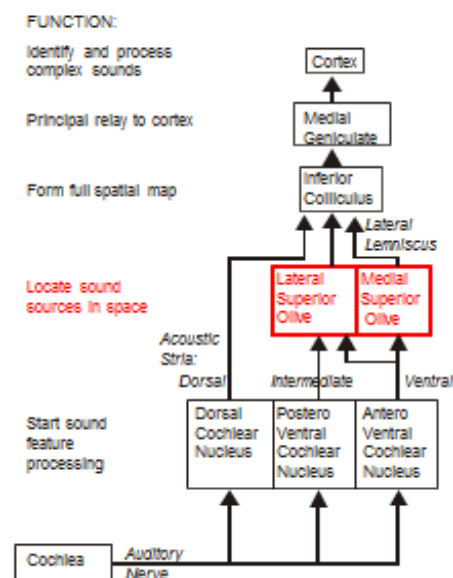 FUNCTION:
Identify and process
complex sounds
Cortex
Principal relay to cortex
Medial
Geniculate
Form full spatial map
Inferior
Colliculus
Lateral
Lemniscus
Locate sound
sources in space
Lateral
Superior
Olive
Medial
Superior
Olive
Acoustic
Stria:
Dorsal
Intermediate
Ventral
Start sound
feature
processing
Dorsal
Cochlear
Nucleus
Postero
Ventral
Cochlear
Nucleus
Antero
Ventral
Cochlear
Nucleus
Cochlea
Auditory
Nerve